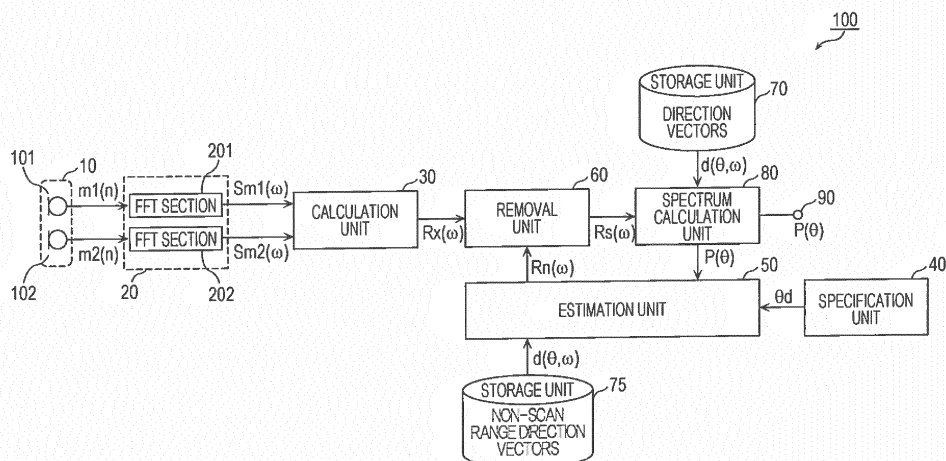 100
STORAGE UNIT
DIRECTION
VECTORS
70
d(θ,ω)
101
10
m1(n)
201
FFT SECTION
Sm1(ω)
30
CALCULATION
UNIT
Rx(ω)
60
REMOVAL
UNIT
Rs(ω)
80
SPECTRUM
CALCULATION
UNIT
90
P(θ)
102
m2(n)
FFT SECTION
Sm2(ω)
20
202
Rn(ω)
P(θ)
50
ESTIMATION UNIT
θd
40
SPECIFICATION
UNIT
d(θ,ω)
STORAGE UNIT
75
NON-SCAN
RANGE DIRECTION
VECTORS